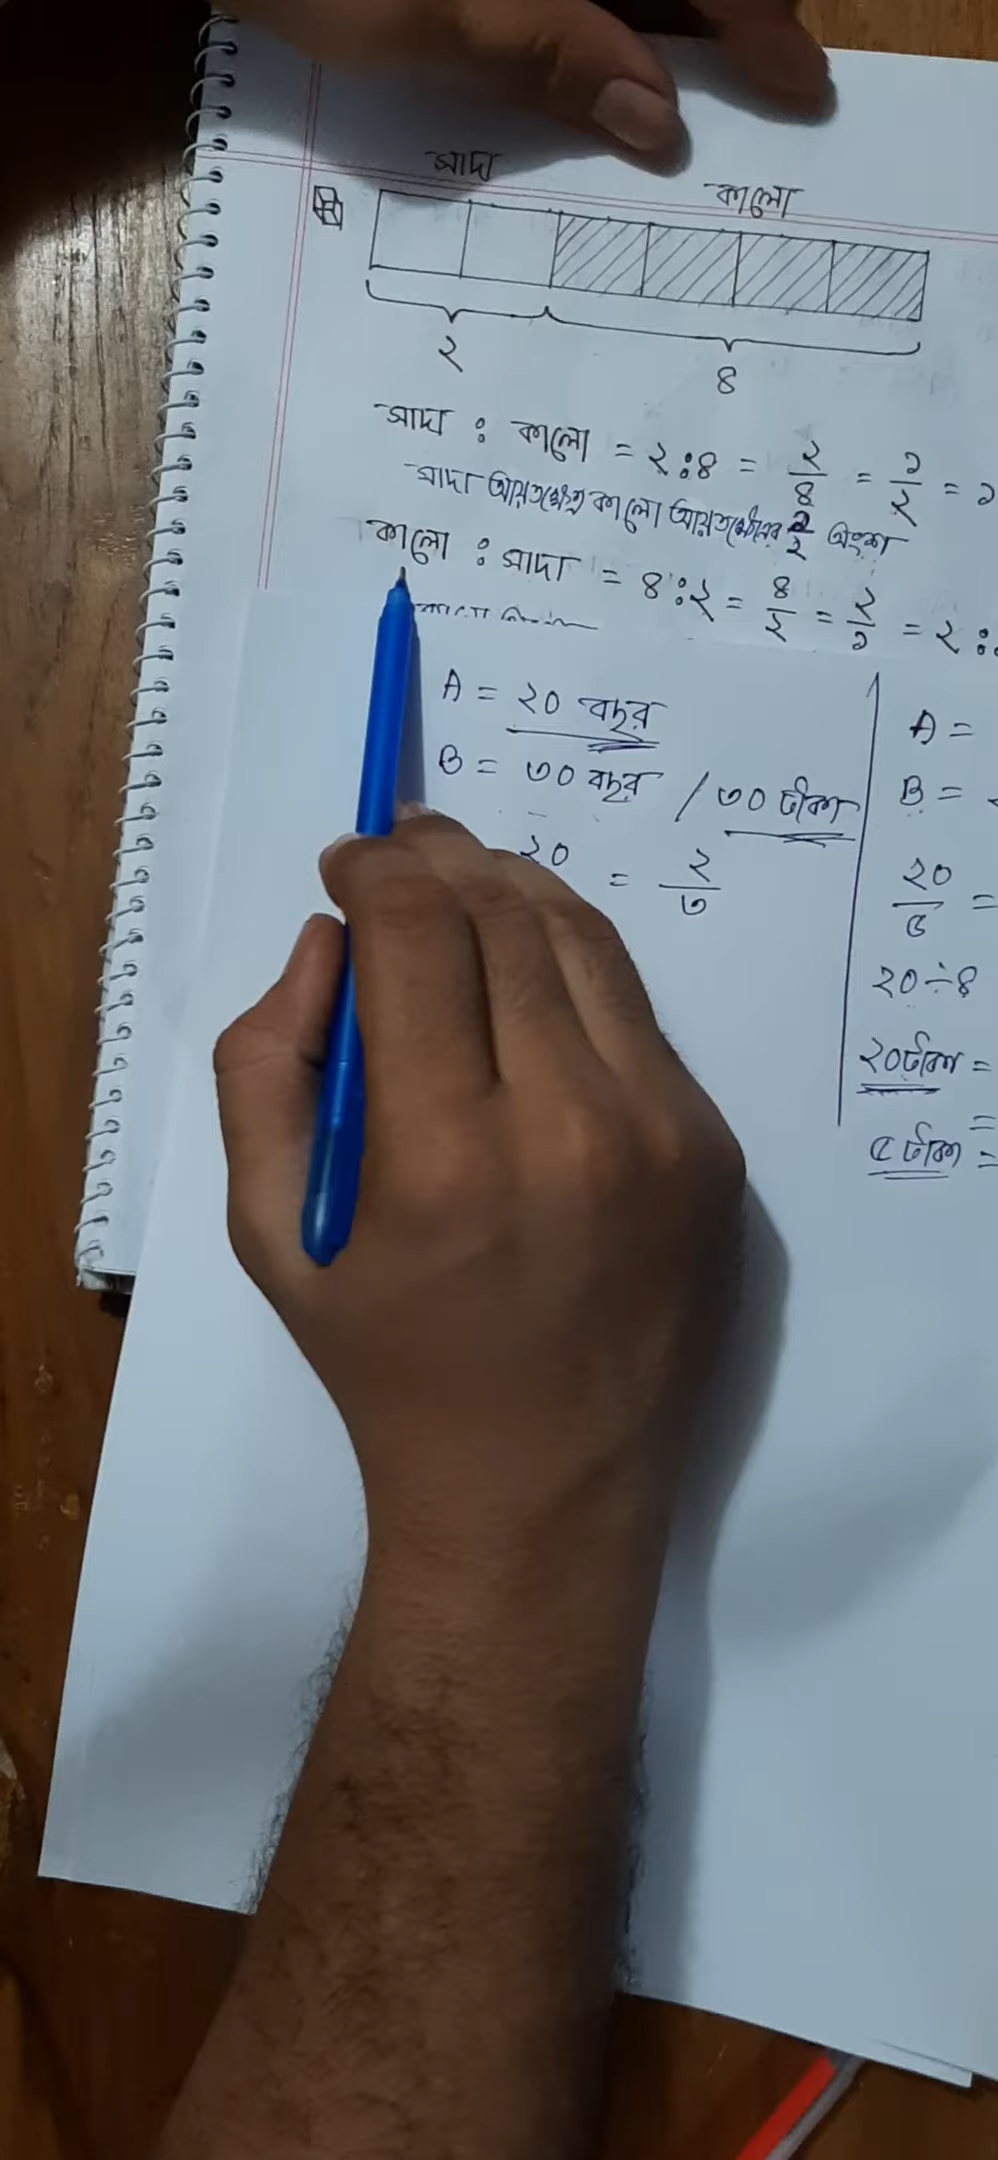 সাদা
কালো
২
৪
সাদা : কালো = ২:৪ = ২/৪ = ১/২ = ১
সাদা আয়তক্ষেত্র কালো আয়তক্ষেত্রের ১/২ অংশ
কালো : সাদা = ৪:২ = ৪/২ = ২/১ = ২ :
A = ২০ বছর
B = ৩০ বছর / ৩০ টাকা
২০
= ২/৩
A =
B =
২০/৫ =
২০÷৪
২০টাকা =
=
৫ টাকা =